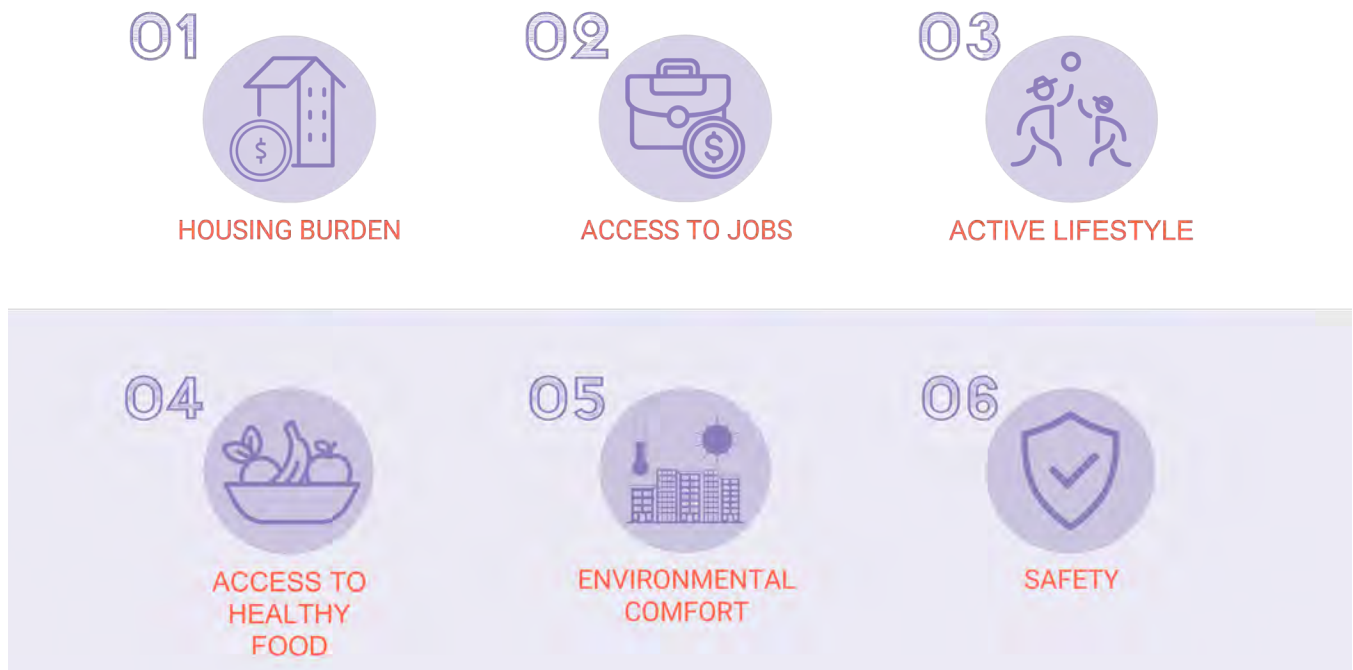 01
02
03
$
$
HOUSING BURDEN
ACCESS TO JOBS
ACTIVE LIFESTYLE
04
05
06
ACCESS TO
HEALTHY
FOOD
ENVIRONMENTAL
COMFORT
SAFETY